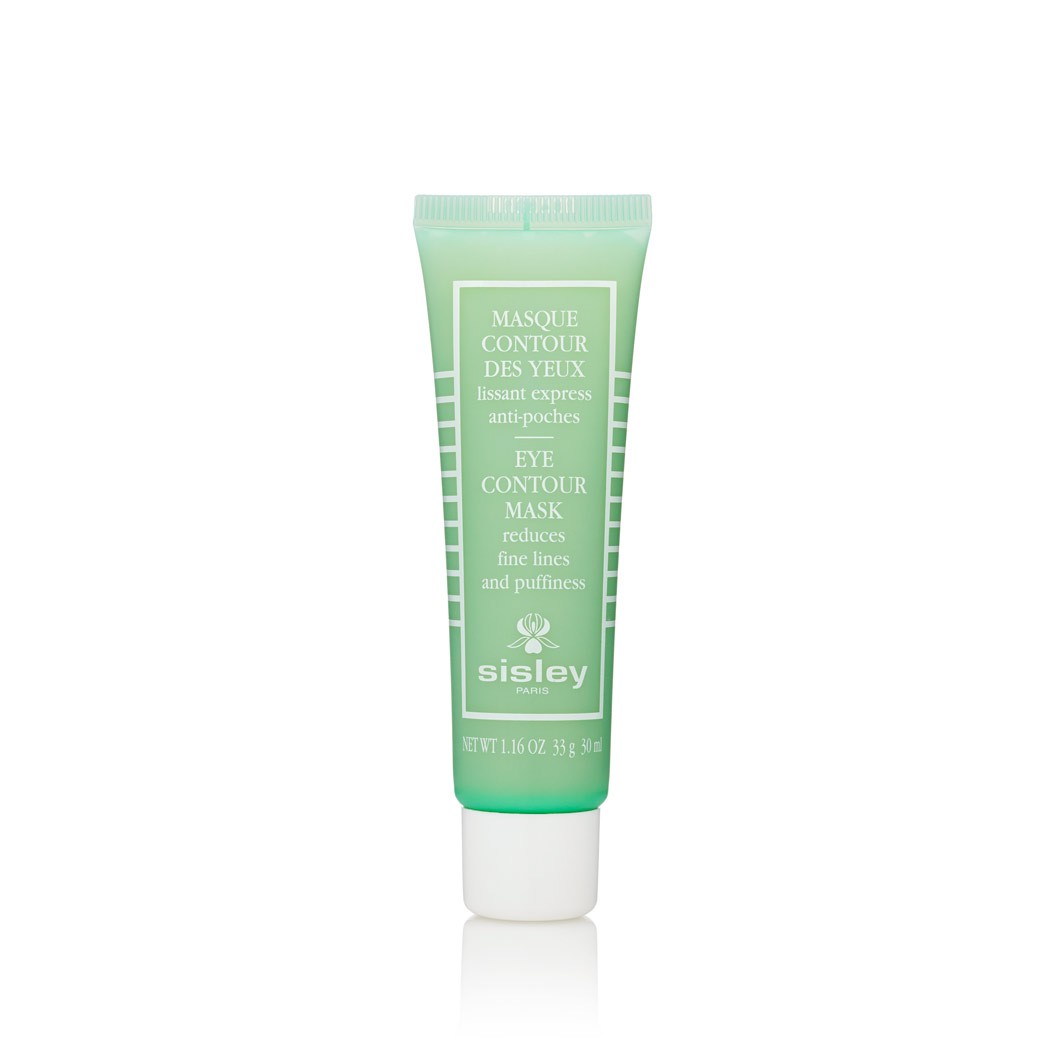 MASQUE
CONTOUR
DES YEUX
lissant express
anti-poches
EYE
CONTOUR
MASK
reduces
fine lines
and puffiness
sisley
PARIS
NET WT 1.16 OZ 33 g 30 ml